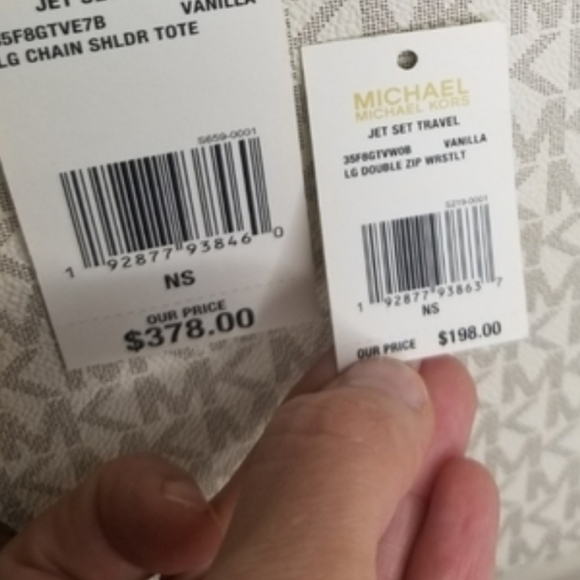 JET SE
35F8GTVE7B VANILLA
LG CHAIN SHLDR TOTE
S659-0001
1 92877 93846 0
NS
OUR PRICE
$378.00
MICHAEL
MICHAEL KORS
JET SET TRAVEL
35F8GTVW0B VANILLA
LG DOUBLE ZIP WRSTLT
S219-0001
1 92877 93863 7
NS
OUR PRICE $198.00